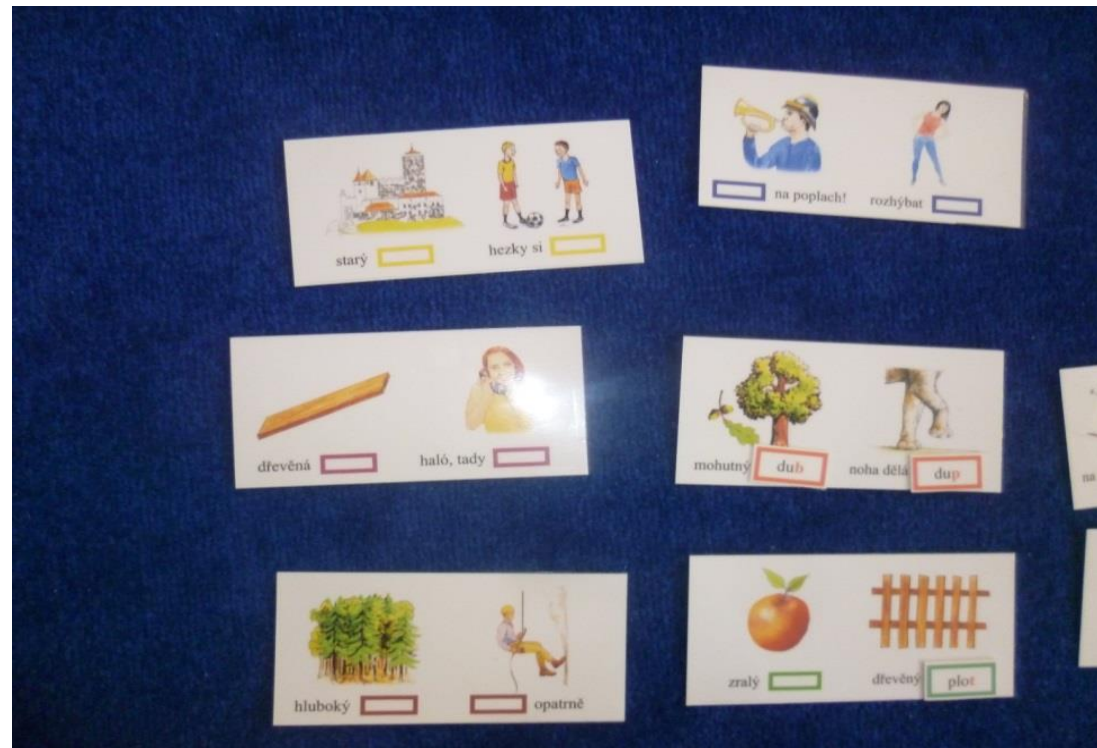 starý
hezky si
na poplach!
rozhýbat
dřevěná
haló, tady
mohutný dub
noha dělá dup
na
hluboký
opatrně
zralý
dřevěný plot